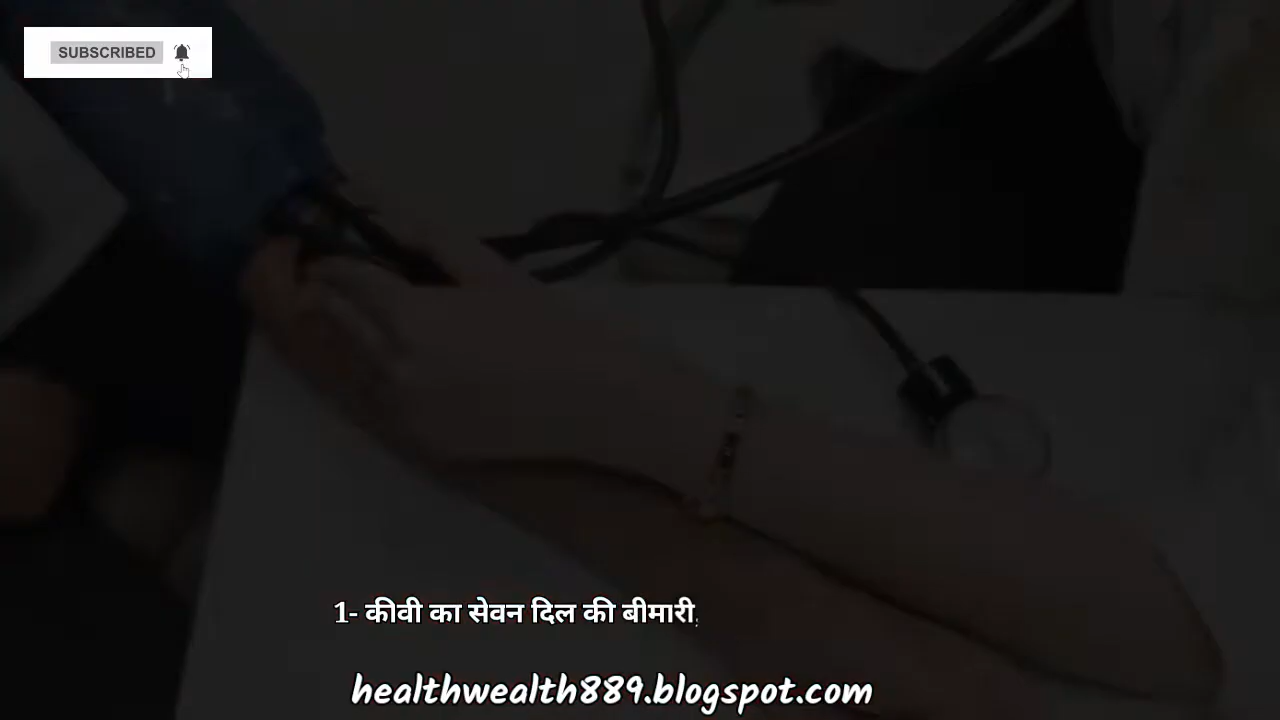 SUBSCRIBED
1- कीवी का सेवन दिल की बीमारी,
healthwealth889.blogspot.com